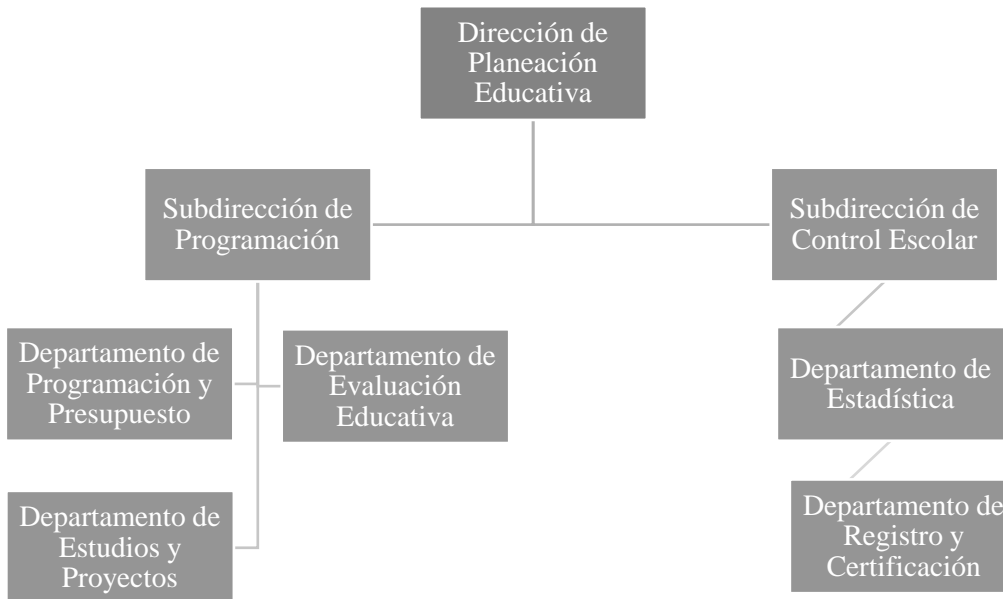 Dirección de
Planeación
Educativa
Subdirección de
Programación
Subdirección de
Control Escolar
Departamento de
Programación y
Presupuesto
Departamento de
Evaluación
Educativa
Departamento de
Estadística
Departamento de
Estudios y
Proyectos
Departamento de
Registro y
Certificación